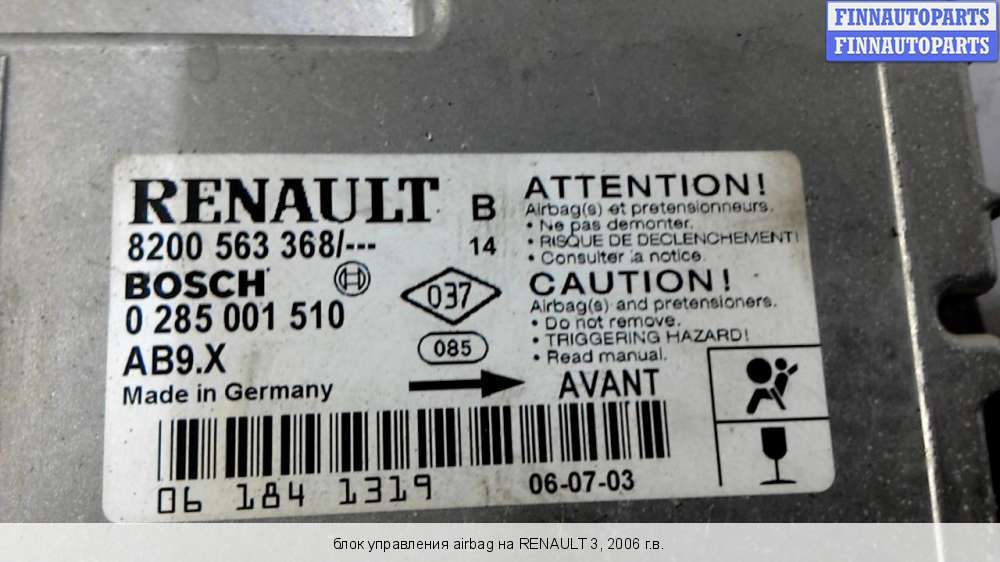 FINNAUTOPARTS
FINNAUTOPARTS
RENAULT B
8200 563 368/--- 14
BOSCH
0 285 001 510
AB9.X
Made in Germany
037
085
ATTENTION!
Airbag(s) et pretensionneurs.
• Ne pas demonter.
• RISQUE DE DECLENCHEMENT!
• Consulter la notice.
CAUTION!
Airbag(s) and pretensioners.
• Do not remove.
• TRIGGERING HAZARD!
• Read manual.
AVANT
06 184 1319
06-07-03
блок управления airbag на RENAULT 3, 2006 г.в.